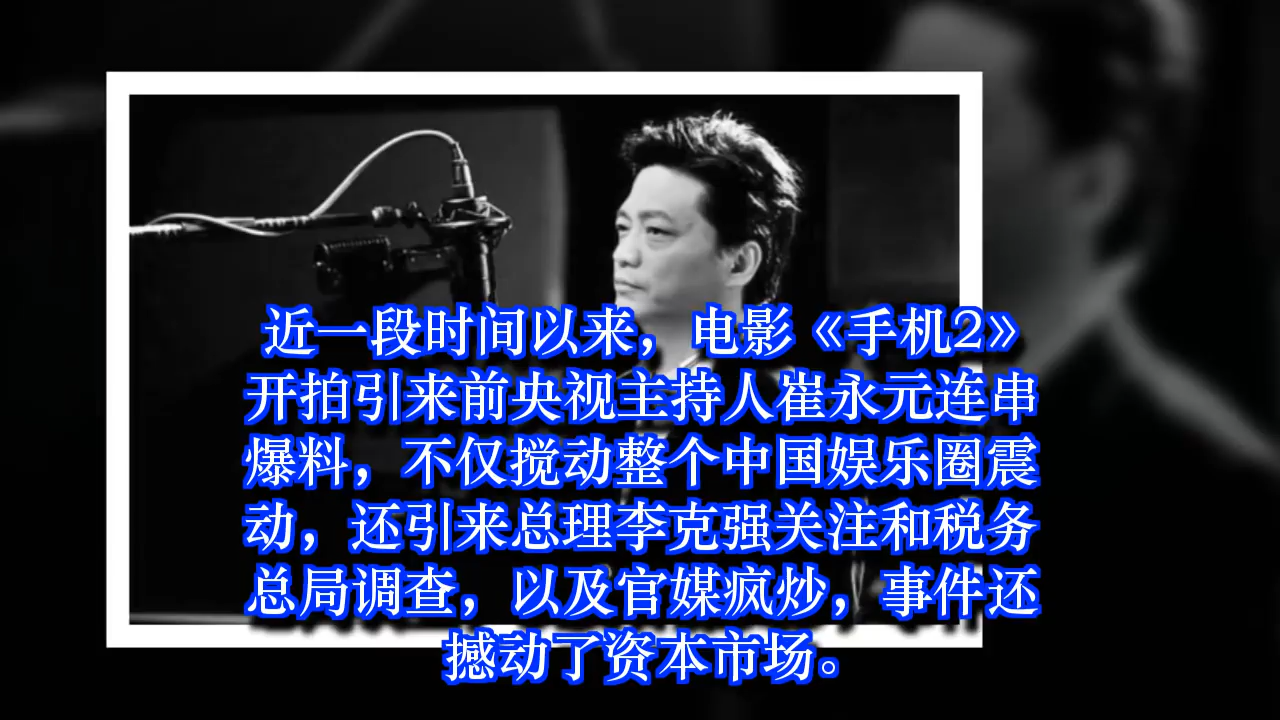 近一段时间以来，电影《手机2》
开拍引来前央视主持人崔永元连串
爆料，不仅搅动整个中国娱乐圈震
动，还引来总理李克强关注和税务
总局调查，以及官媒疯炒，事件还
撼动了资本市场。